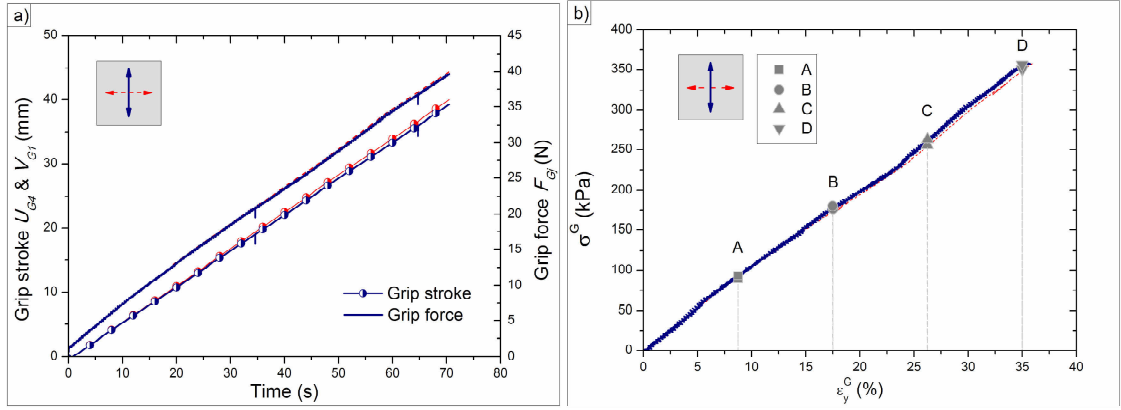 a)
Grip stroke U_G4 & V_G1 (mm)
50
40
30
20
10
0
0 10 20 30 40 50 60 70 80
Time (s)
45
40
35
30
25
20
15
10
5
0
Grip force F_Gj (N)
Grip stroke
Grip force
b)
σ^G (kPa)
400
350
300
250
200
150
100
50
0
0 5 10 15 20 25 30 35 40
ε_y^G (%)
A
B
C
D
A
B
C
D